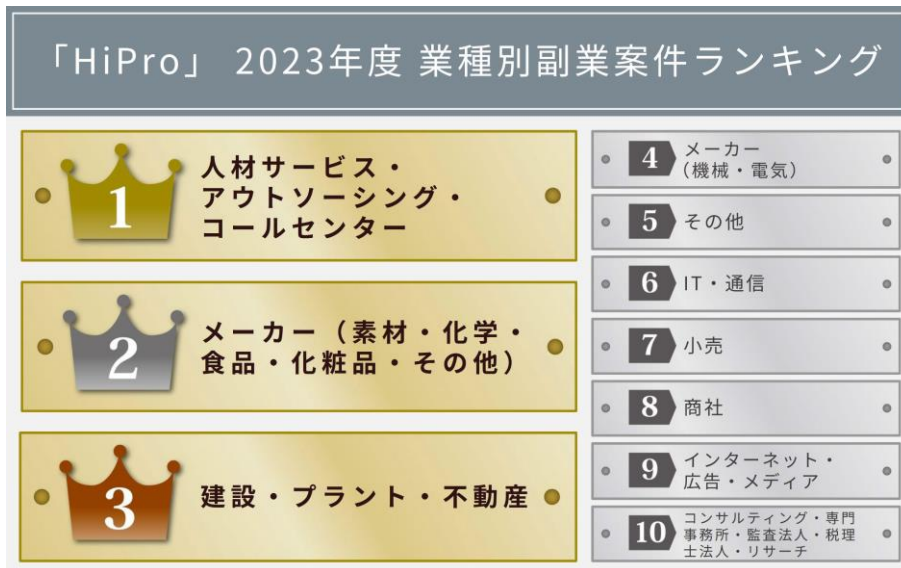 「HiPro」 2023年度 業種別副業案件ランキング
1
人材サービス・
アウトソーシング・
コールセンター
2
メーカー（素材・化学・
食品・化粧品・その他）
3
建設・プラント・不動産
4
メーカー
（機械・電気）
5
その他
6
IT・通信
7
小売
8
商社
9
インターネット・
広告・メディア
10
コンサルティング・専門
事務所・監査法人・税理
士法人・リサーチ